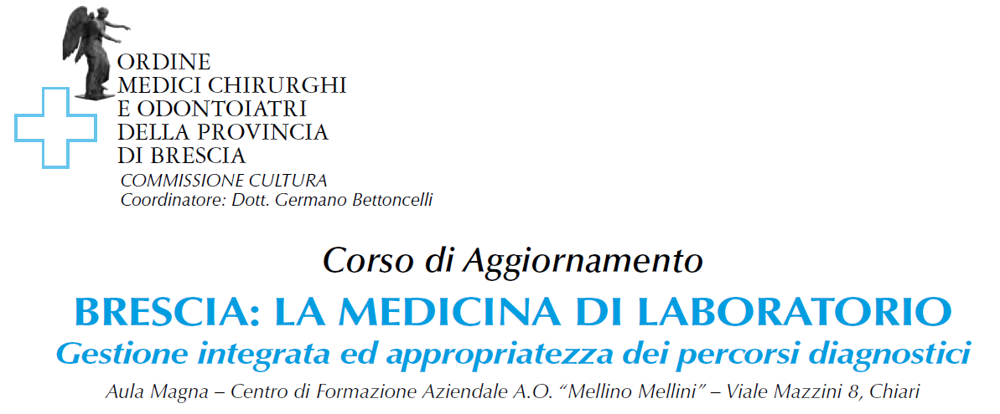 ORDINE
MEDICI CHIRURGHI
E ODONTOIATRI
DELLA PROVINCIA
DI BRESCIA
COMMISSIONE CULTURA
Coordinatore: Dott. Germano Bettoncelli
Corso di Aggiornamento
BRESCIA: LA MEDICINA DI LABORATORIO
Gestione integrata ed appropriatezza dei percorsi diagnostici
Aula Magna – Centro di Formazione Aziendale A.O. “Mellino Mellini” – Viale Mazzini 8, Chiari